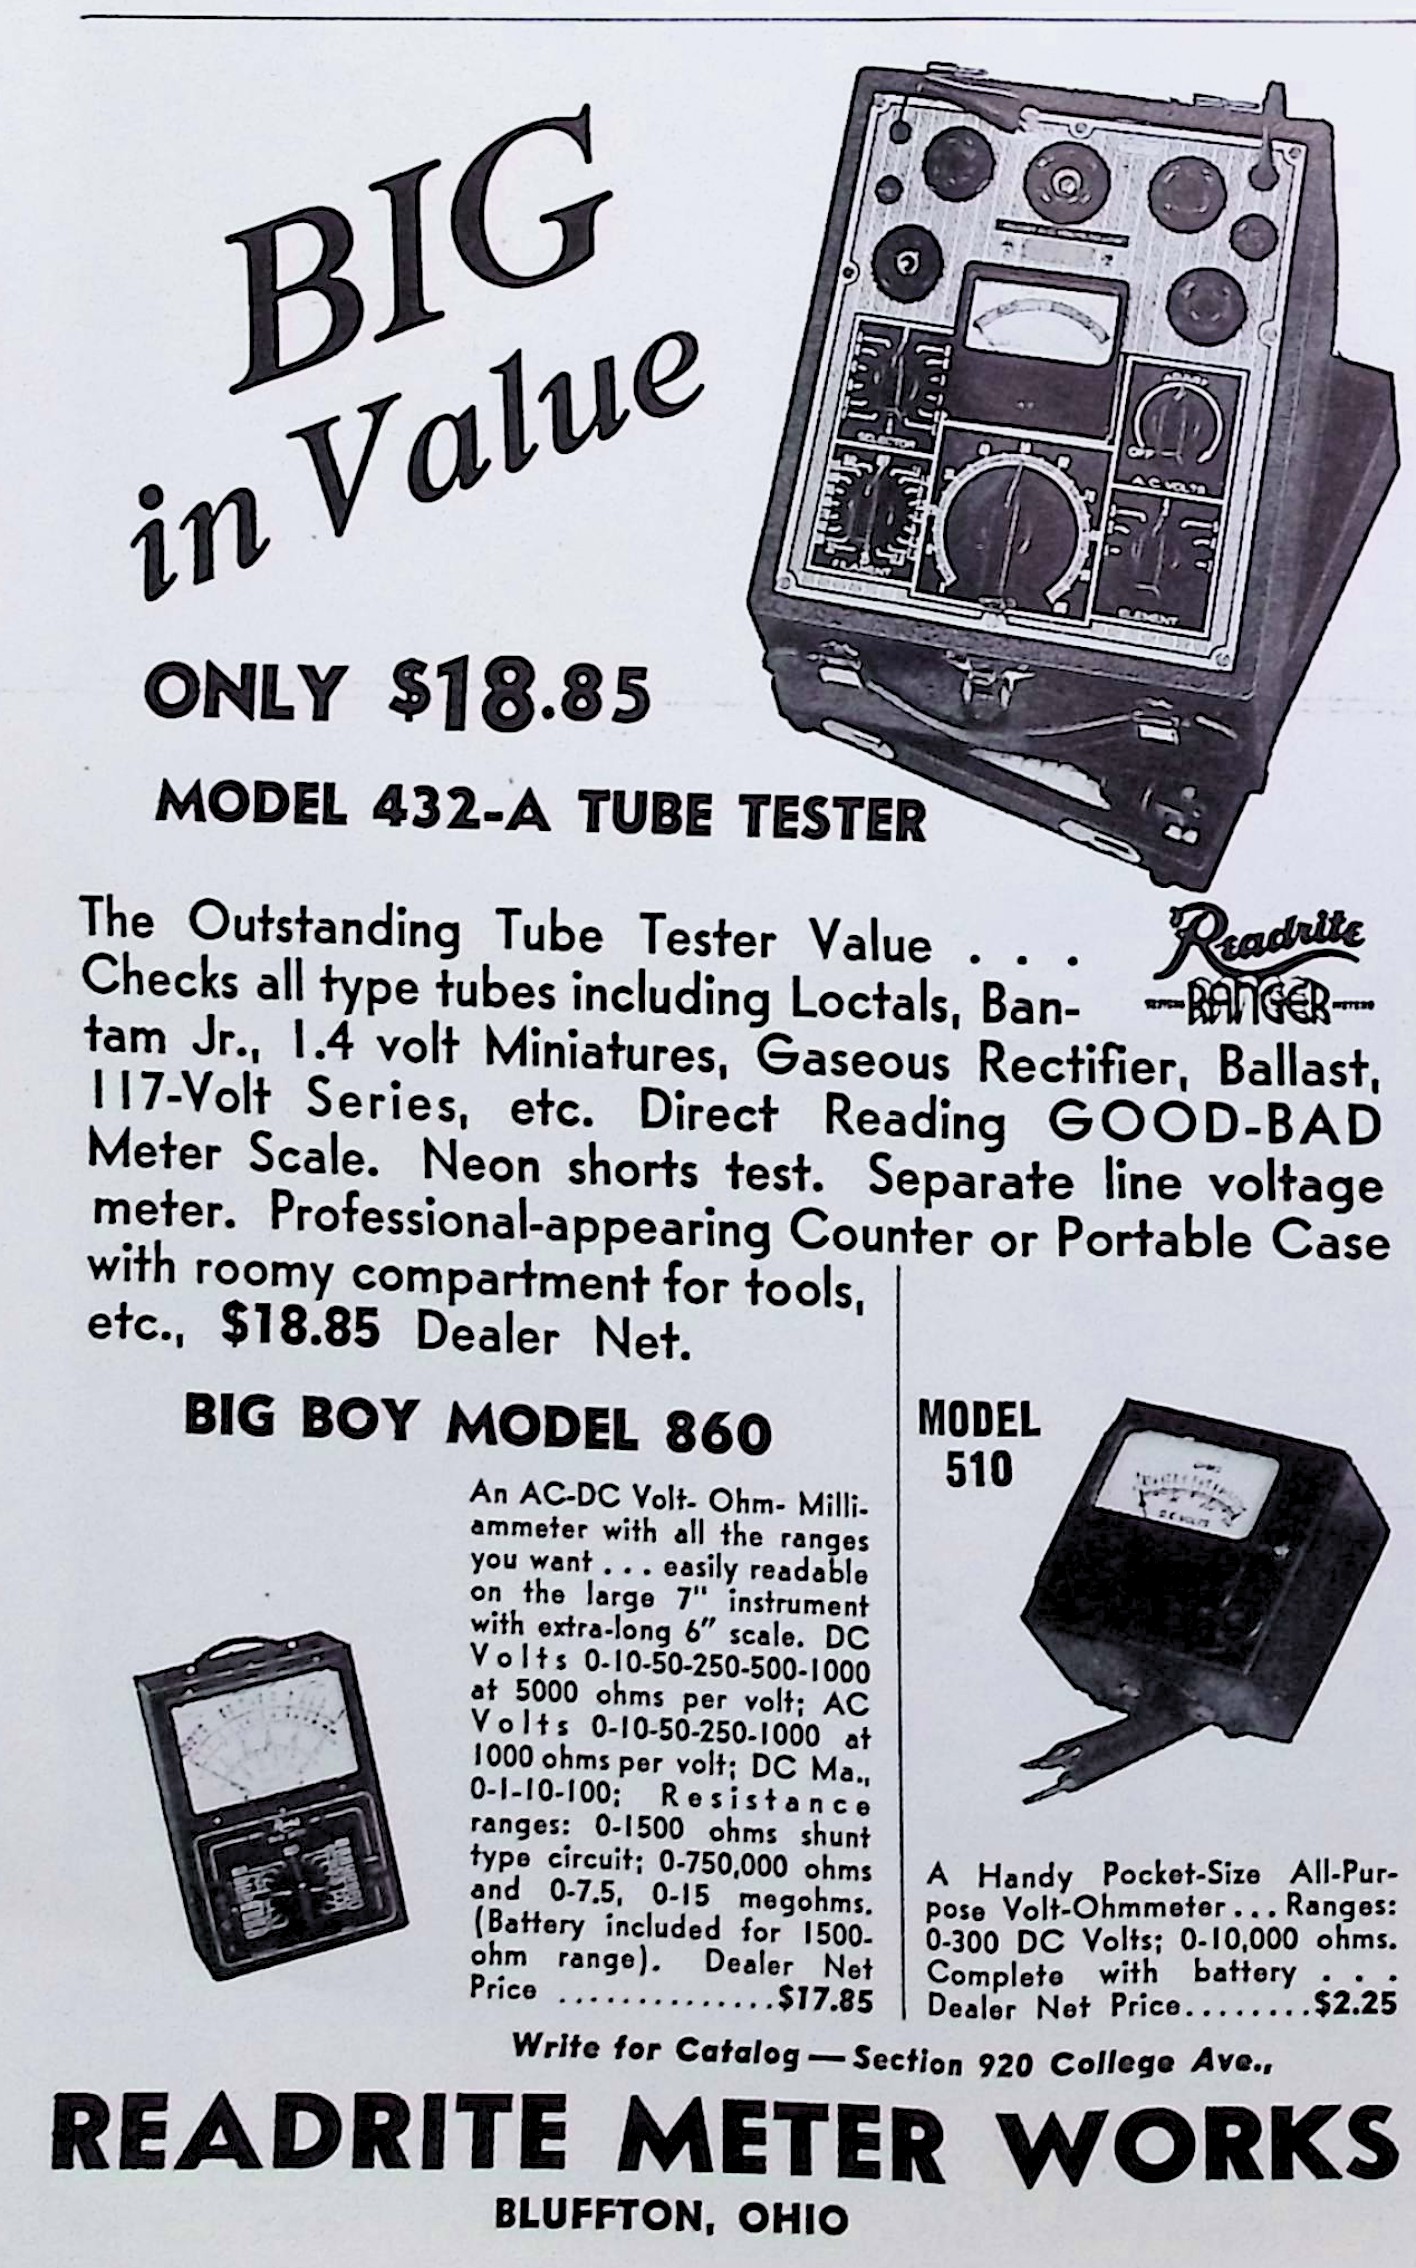 BIG
in Value
ONLY $18.85
MODEL 432-A TUBE TESTER
The Outstanding Tube Tester Value . . .
Readrite
RANGER
Checks all type tubes including Loctals, Ban-
tam Jr., 1.4 volt Miniatures, Gaseous Rectifier, Ballast,
117-Volt Series, etc. Direct Reading GOOD-BAD
Meter Scale. Neon shorts test. Separate line voltage
meter. Professional-appearing Counter or Portable Case
with roomy compartment for tools,
etc., $18.85 Dealer Net.
SELECTOR
FILAMENT
OFF
A.C. VOLTS
ELEMENT
BIG BOY MODEL 860
An AC-DC Volt- Ohm- Milli-
ammeter with all the ranges
you want . . . easily readable
on the large 7" instrument
with extra-long 6" scale. DC
Volts 0-10-50-250-500-1000
at 5000 ohms per volt; AC
Volts 0-10-50-250-1000 at
1000 ohms per volt; DC Ma.,
0-1-10-100; Resistance
ranges: 0-1500 ohms shunt
type circuit; 0-750,000 ohms
and 0-7.5, 0-15 megohms.
(Battery included for 1500-
ohm range). Dealer Net
Price ..............$17.85
MODEL
510
OHMS
D.C. VOLTS
A Handy Pocket-Size All-Pur-
pose Volt-Ohmmeter . . . Ranges:
0-300 DC Volts; 0-10,000 ohms.
Complete with battery . . .
Dealer Net Price........$2.25
Write for Catalog — Section 920 College Ave.,
READRITE METER WORKS
BLUFFTON, OHIO